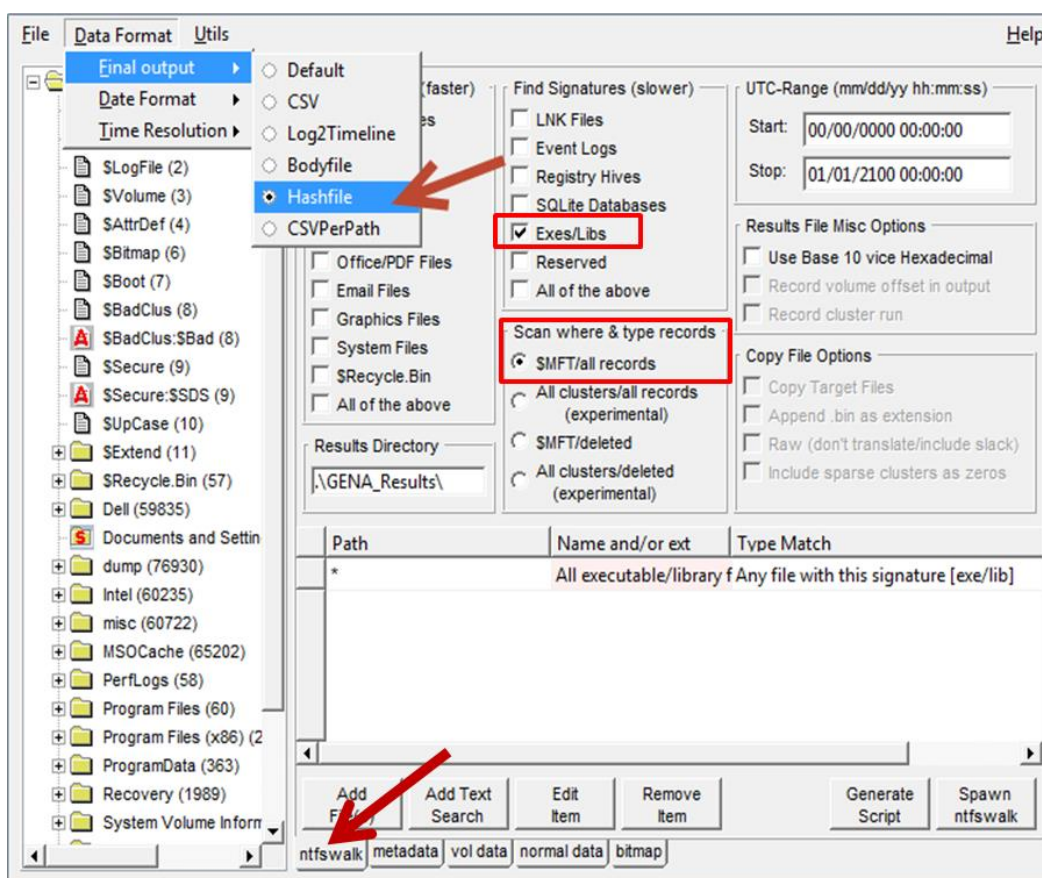 File Data Format Utils Help
Final output
Date Format
Time Resolution
Default
CSV
Log2Timeline
Bodyfile
Hashfile
CSVPerPath
$LogFile (2)
$Volume (3)
$AttrDef (4)
$Bitmap (6)
$Boot (7)
$BadClus (8)
$BadClus:$Bad (8)
$Secure (9)
$Secure:$SDS (9)
$UpCase (10)
$Extend (11)
$Recycle.Bin (57)
Dell (59835)
Documents and Settin
dump (76930)
Intel (60235)
misc (60722)
MSOCache (65202)
PerfLogs (58)
Program Files (60)
Program Files (x86) (2
ProgramData (363)
Recovery (1989)
System Volume Inform
(faster)
es
Office/PDF Files
Email Files
Graphics Files
System Files
$Recycle.Bin
All of the above
Results Directory
.\GENA_Results\
Find Signatures (slower)
LNK Files
Event Logs
Registry Hives
SQLite Databases
Exes/Libs
Reserved
All of the above
Scan where & type records
$MFT/all records
All clusters/all records
(experimental)
$MFT/deleted
All clusters/deleted
(experimental)
UTC-Range (mm/dd/yy hh:mm:ss)
Start: 00/00/0000 00:00:00
Stop: 01/01/2100 00:00:00
Results File Misc Options
Use Base 10 vice Hexadecimal
Record volume offset in output
Record cluster run
Copy File Options
Copy Target Files
Append .bin as extension
Raw (don't translate/include slack)
Include sparse clusters as zeros
Path Name and/or ext Type Match
* All executable/library f Any file with this signature [exe/lib]
Add
Add Text
Search
Edit
Item
Remove
Item
Generate
Script
Spawn
ntfswalk
ntfswalk metadata vol data normal data bitmap